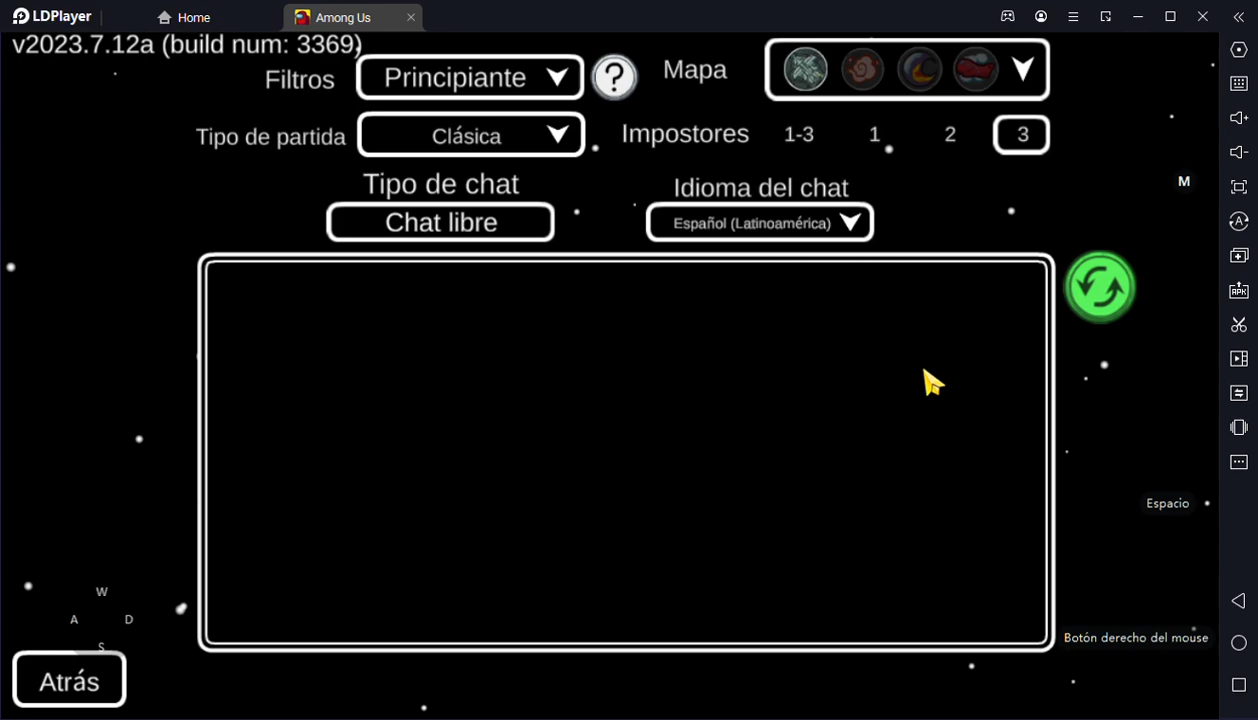 LDPlayer
Home
Among Us
v2023.7.12a (build num: 3369)
Filtros
Principiante
?
Mapa
Tipo de partida
Clásica
Impostores
1-3
1
2
3
Tipo de chat
Idioma del chat
Chat libre
Español (Latinoamérica)
M
A
APK
Espacio
W
A
D
S
Botón derecho del mouse
Atrás